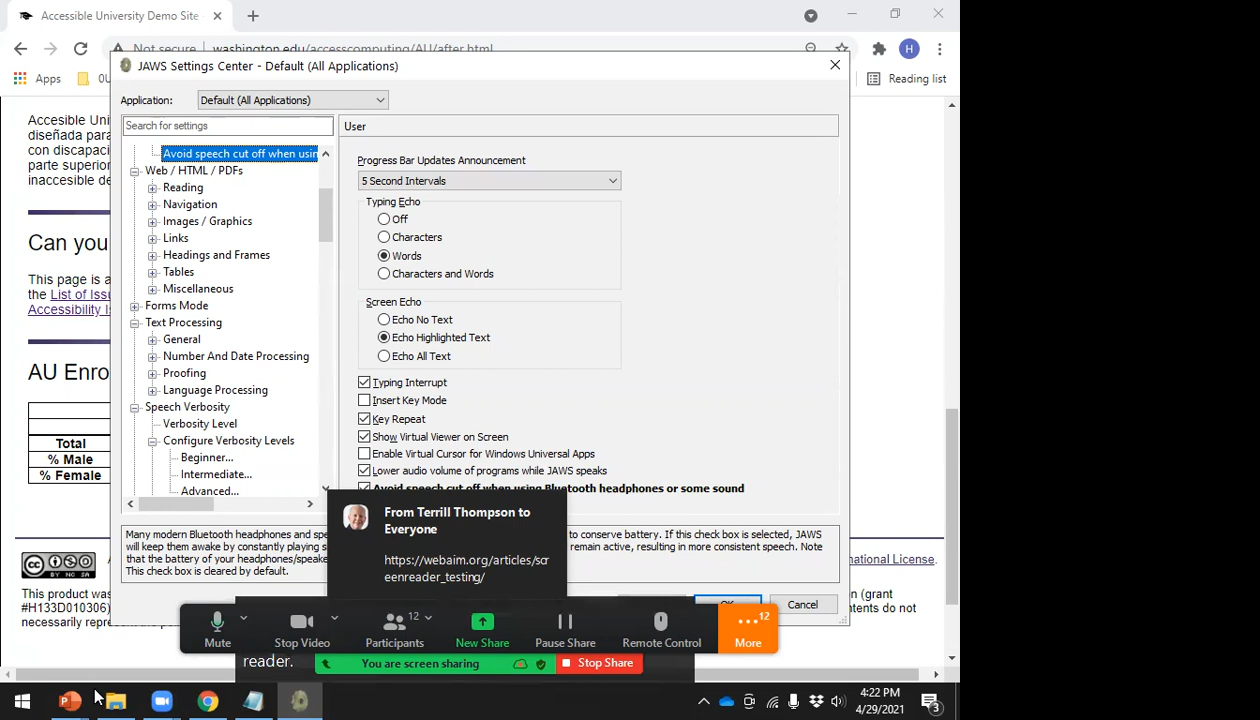 Accessible University Demo Site -
Not secure washington.edu/accesscomputing/AU/after.html
H
Apps
Reading list
Accesible Uni
diseñada para
con discapaci
parte superior
inaccesible de
Can you
This page is a
the List of Issu
Accessibility Is
AU Enro
Total
% Male
% Female
national License.
This product was
#H133D010306)
necessarily represent
ation (grant
uments do not
JAWS Settings Center - Default (All Applications)
Application: Default (All Applications)
Search for settings
Avoid speech cut off when usin
Web / HTML / PDFs
Reading
Navigation
Images / Graphics
Links
Headings and Frames
Tables
Miscellaneous
Forms Mode
Text Processing
General
Number And Date Processing
Proofing
Language Processing
Speech Verbosity
Verbosity Level
Configure Verbosity Levels
Beginner...
Intermediate...
Advanced...
User
Progress Bar Updates Announcement
5 Second Intervals
Typing Echo
Off
Characters
Words
Characters and Words
Screen Echo
Echo No Text
Echo Highlighted Text
Echo All Text
Typing Interrupt
Insert Key Mode
Key Repeat
Show Virtual Viewer on Screen
Enable Virtual Cursor for Windows Universal Apps
Lower audio volume of programs while JAWS speaks
Avoid speech cut off when using Bluetooth headphones or some sound
Many modern Bluetooth headphones and spe to conserve battery. If this check box is selected, JAWS
will keep them awake by constantly playing s remain active, resulting in more consistent speech. Note
that the battery of your headphones/speake
This check box is cleared by default.
OK
Cancel
From Terrill Thompson to
Everyone
https://webaim.org/articles/scr
eenreader_testing/
Mute
Stop Video
12
Participants
New Share
Pause Share
Remote Control
12
More
reader.
You are screen sharing
Stop Share
4:22 PM
4/29/2021
3